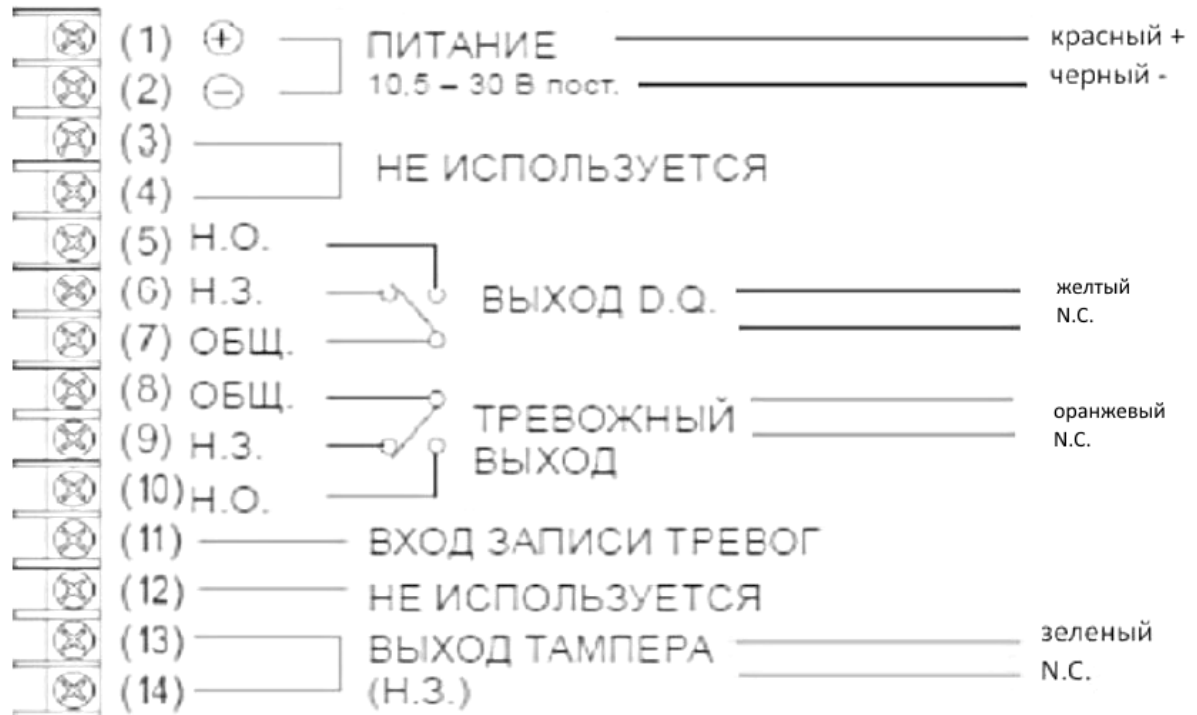 (1) + ПИТАНИЕ красный +
(2) − 10,5 – 30 В пост. черный -
(3)
НЕ ИСПОЛЬЗУЕТСЯ
(4)
(5) Н.О.
(6) Н.З. ВЫХОД D.Q. желтый
N.C.
(7) ОБЩ.
(8) ОБЩ.
ТРЕВОЖНЫЙ оранжевый
(9) Н.З. ВЫХОД N.C.
(10) Н.О.
(11) ВХОД ЗАПИСИ ТРЕВОГ
(12) НЕ ИСПОЛЬЗУЕТСЯ
(13) ВЫХОД ТАМПЕРА зеленый
(14) (Н.З.) N.C.